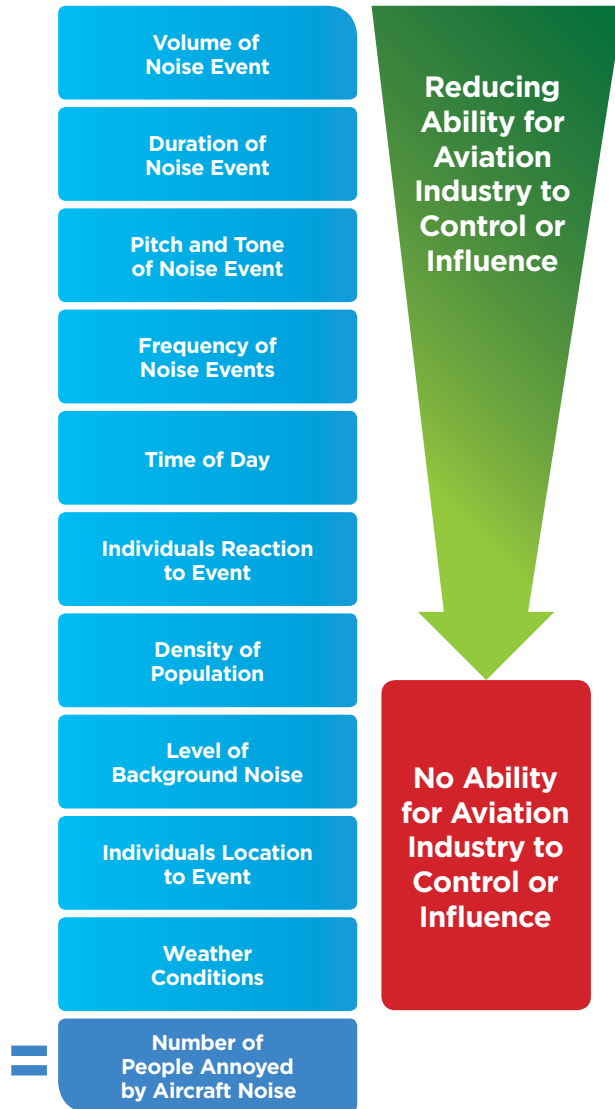 Volume of
Noise Event
Duration of
Noise Event
Pitch and Tone
of Noise Event
Frequency of
Noise Events
Time of Day
Individuals Reaction
to Event
Density of
Population
Level of
Background Noise
Individuals Location
to Event
Weather
Conditions
=
Number of
People Annoyed
by Aircraft Noise
Reducing
Ability for
Aviation
Industry to
Control or
Influence
No Ability
for Aviation
Industry to
Control or
Influence